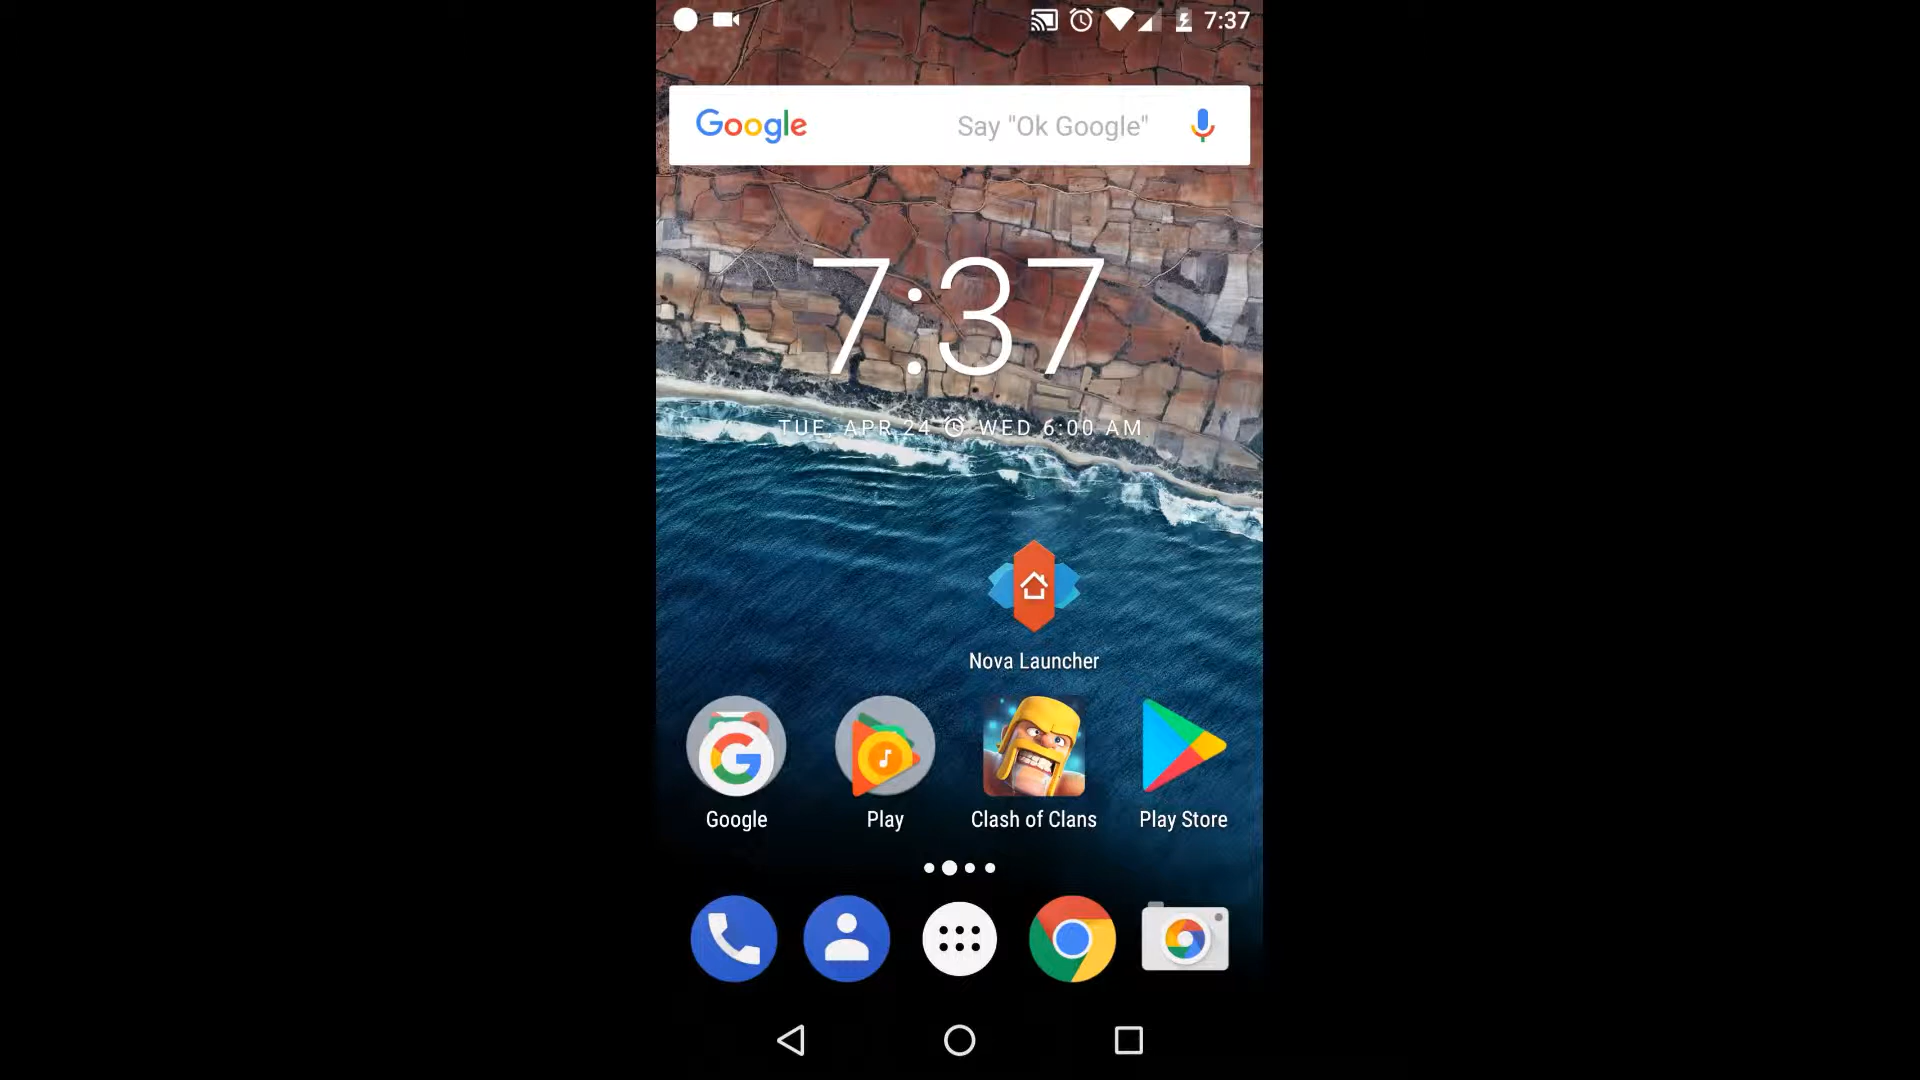 7:37
Google Say "Ok Google"
7:37
TUE, APR 24 WED 6:00 AM
Nova Launcher
Google Play Clash of Clans Play Store